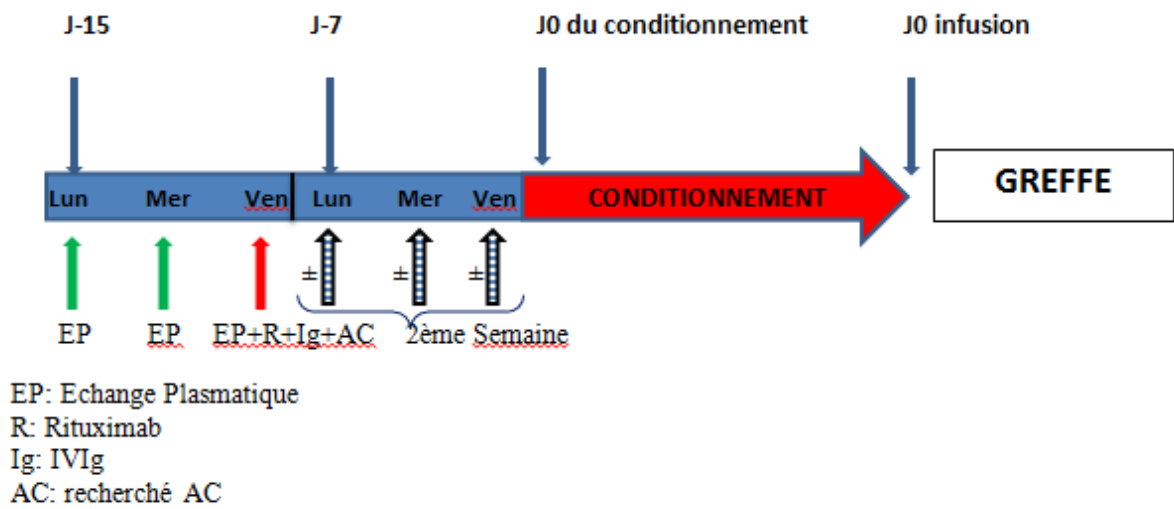 J-15 J-7 J0 du conditionnement J0 infusion
Lun Mer Ven Lun Mer Ven CONDITIONNEMENT GREFFE
± ± ±
EP EP EP+R+Ig+AC 2ème Semaine
EP: Echange Plasmatique
R: Rituximab
Ig: IVIg
AC: recherché AC